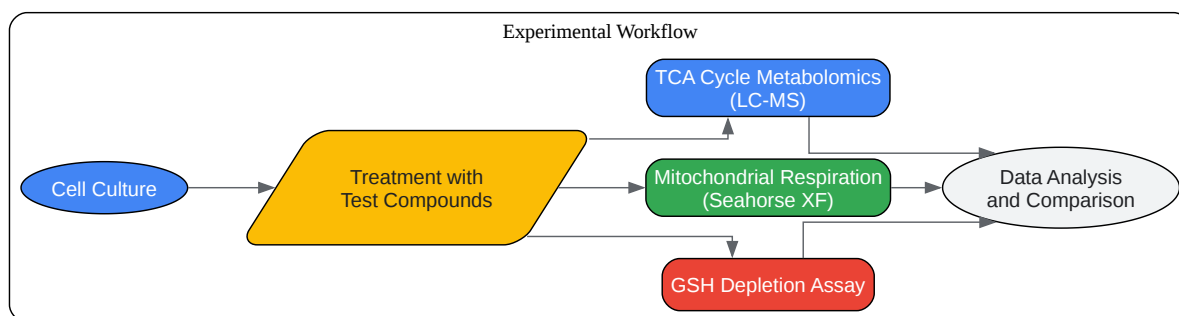 Experimental Workflow
TCA Cycle Metabolomics
(LC-MS)
Cell Culture
Treatment with
Test Compounds
Mitochondrial Respiration
(Seahorse XF)
Data Analysis
and Comparison
GSH Depletion Assay